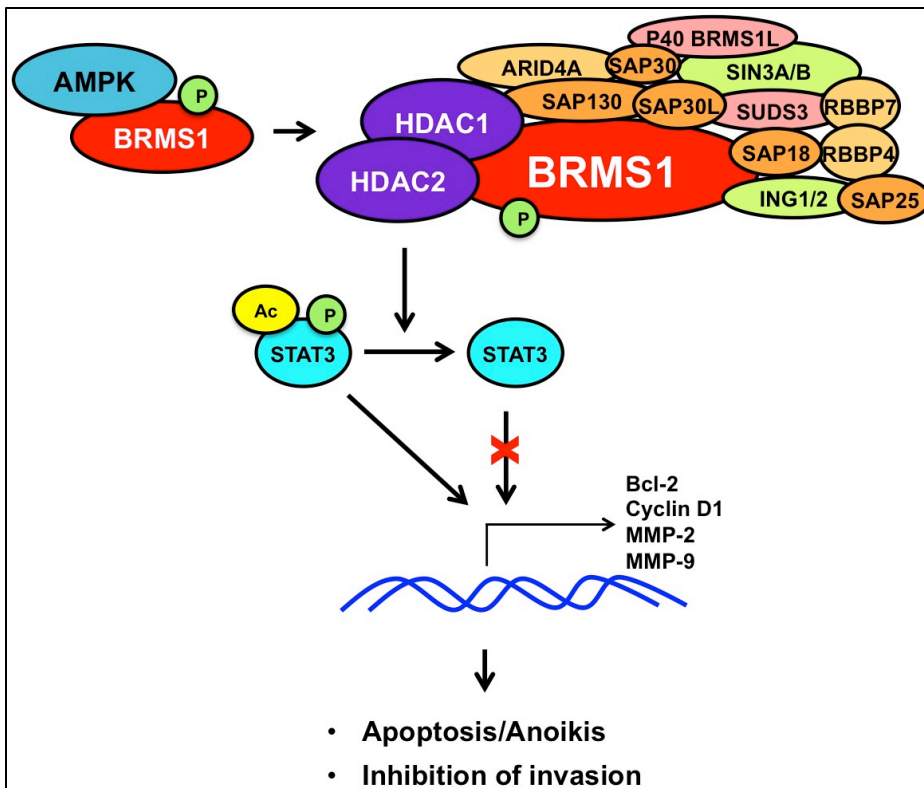 AMPK
P
BRMS1
P40 BRMS1L
ARID4A
SAP30
SIN3A/B
HDAC1
SAP130
SAP30L
SUDS3
RBBP7
HDAC2
BRMS1
SAP18
RBBP4
P
ING1/2
SAP25
Ac
P
STAT3
STAT3
Bcl-2
Cyclin D1
MMP-2
MMP-9
• Apoptosis/Anoikis
• Inhibition of invasion